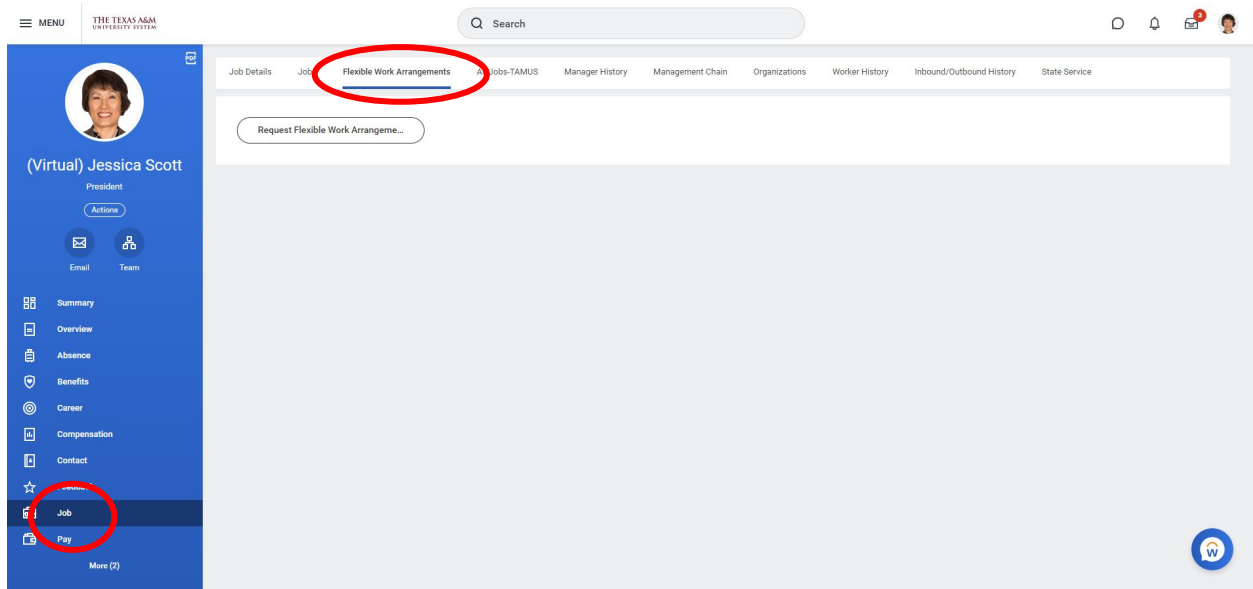 MENU
THE TEXAS A&M
UNIVERSITY SYSTEM
Search
3
PDF
(Virtual) Jessica Scott
President
Actions
Email Team
Summary
Overview
Absence
Benefits
Career
Compensation
Contact
Job
Pay
More (2)
Job Details Flexible Work Arrangements Jobs-TAMUS Manager History Management Chain Organizations Worker History Inbound/Outbound History State Service
Request Flexible Work Arrangeme...
w